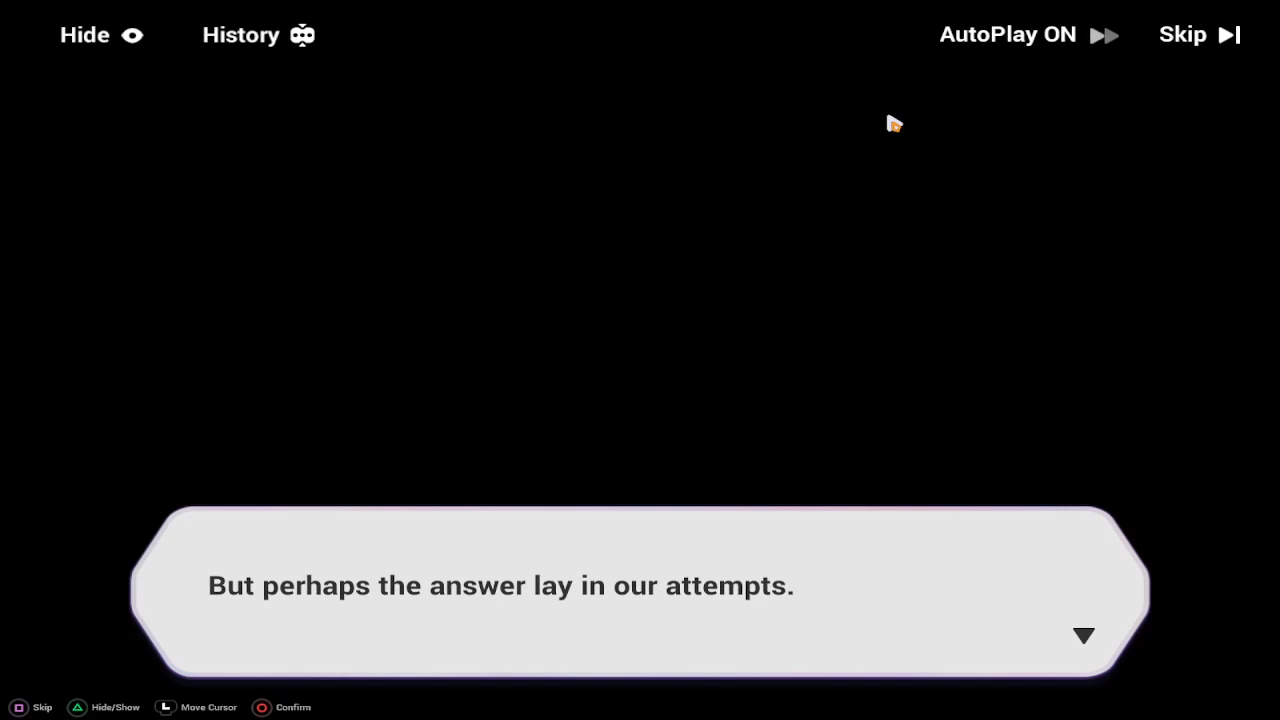 Hide
History
AutoPlay ON
Skip
But perhaps the answer lay in our attempts.
Skip
Hide/Show
L
Move Cursor
Confirm